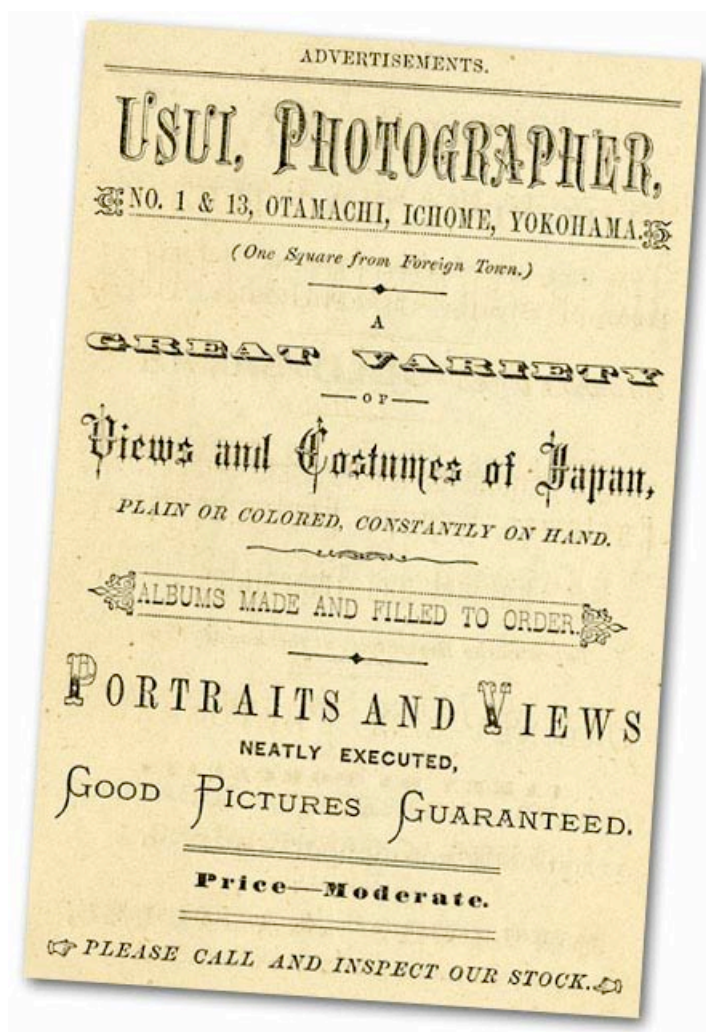 ADVERTISEMENTS.
USUI, PHOTOGRAPHER,
NO. 1 & 13, OTAMACHI, ICHOME, YOKOHAMA.
(One Square from Foreign Town.)
A
GREAT VARIETY
OF
Views and Costumes of Japan,
PLAIN OR COLORED, CONSTANTLY ON HAND.
ALBUMS MADE AND FILLED TO ORDER.
PORTRAITS AND VIEWS
NEATLY EXECUTED,
GOOD PICTURES GUARANTEED.
Price—Moderate.
PLEASE CALL AND INSPECT OUR STOCK.